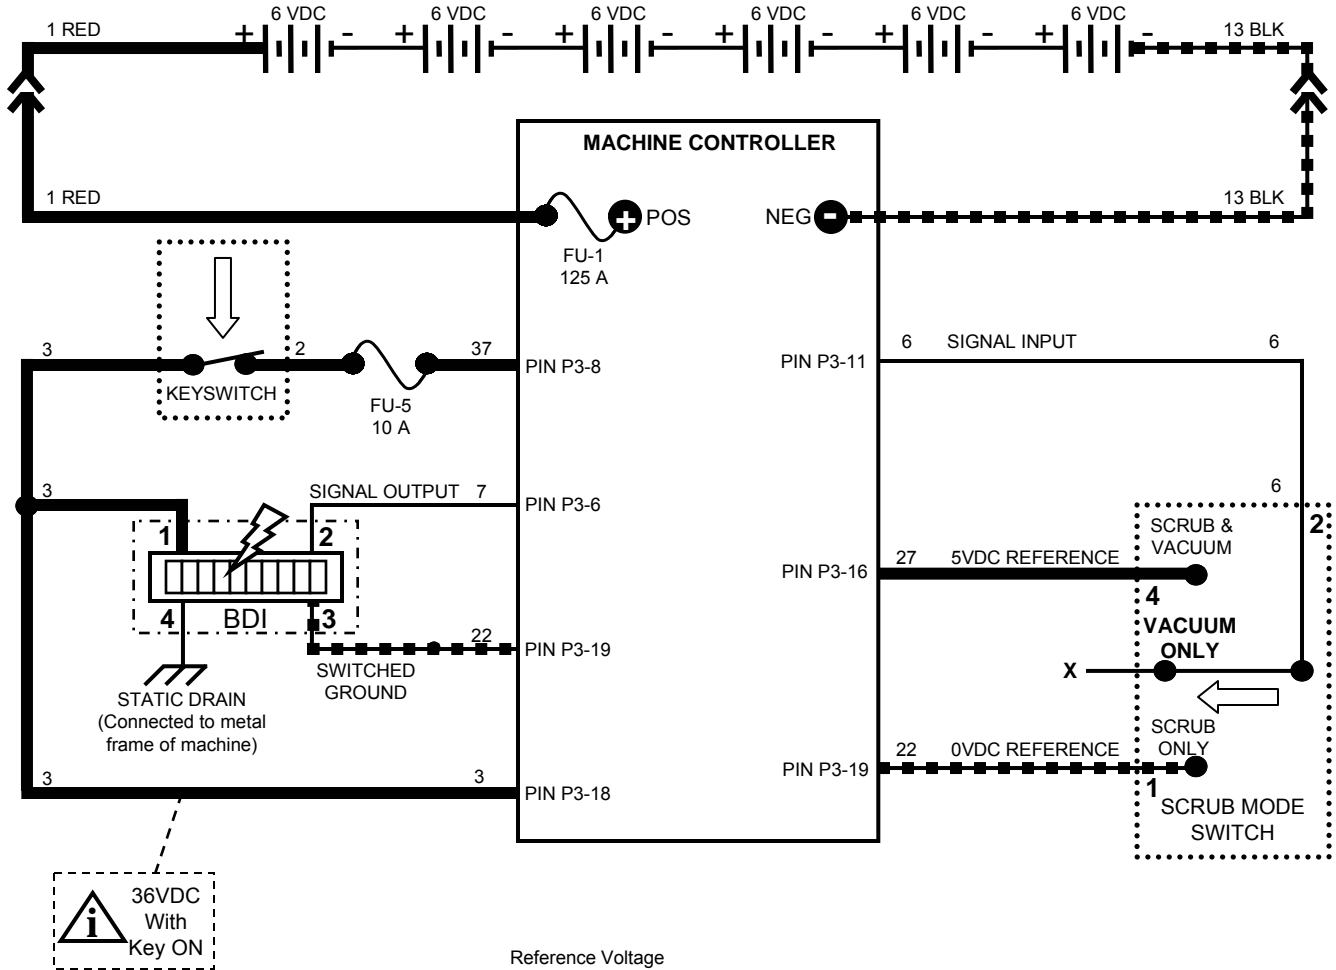 6 VDC 6 VDC 6 VDC 6 VDC 6 VDC 6 VDC
1 RED + - + - + - + - + - + - 13 BLK
MACHINE CONTROLLER
1 RED + POS NEG - 13 BLK
FU-1
125 A
3 2 37 PIN P3-8
KEYSWITCH
FU-5
10 A
PIN P3-11 6 SIGNAL INPUT 6
3 SIGNAL OUTPUT 7 PIN P3-6
6
1 2
4 BDI 3
22 PIN P3-19
SWITCHED
GROUND
STATIC DRAIN
(Connected to metal
frame of machine)
3 3 PIN P3-18
2
SCRUB &
VACUUM
PIN P3-16 27 5VDC REFERENCE
4
VACUUM
ONLY
X
SCRUB
ONLY
PIN P3-19 22 0VDC REFERENCE
1
SCRUB MODE
SWITCH
i
36VDC
With
Key ON
Reference Voltage